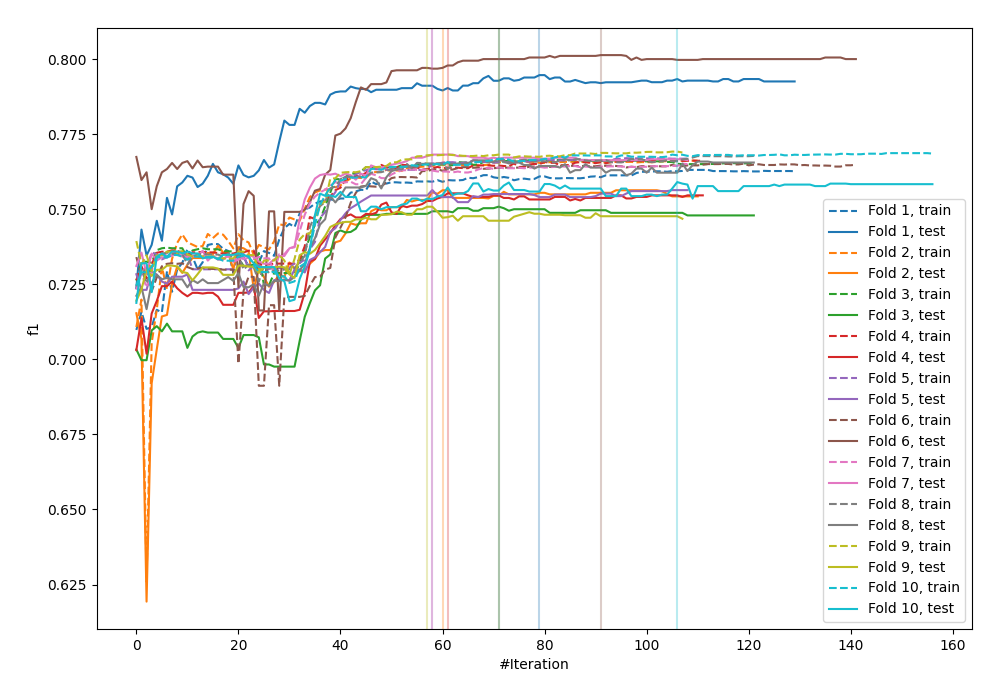 0.800
0.775
0.750
0.725
0.700
0.675
0.650
0.625
f1
0
20
40
60
80
100
120
140
160
#Iteration
Fold 1, train
Fold 1, test
Fold 2, train
Fold 2, test
Fold 3, train
Fold 3, test
Fold 4, train
Fold 4, test
Fold 5, train
Fold 5, test
Fold 6, train
Fold 6, test
Fold 7, train
Fold 7, test
Fold 8, train
Fold 8, test
Fold 9, train
Fold 9, test
Fold 10, train
Fold 10, test